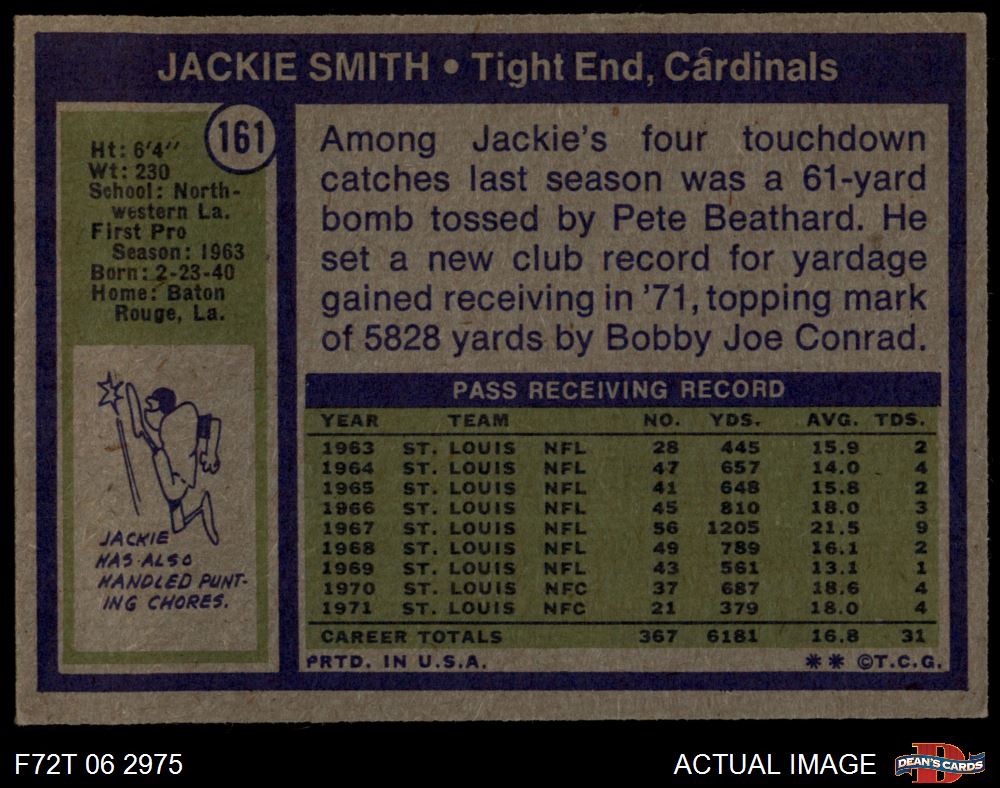 JACKIE SMITH • Tight End, Cardinals
161
Ht: 6'4"
Wt: 230
School: North-
western La.
First Pro
Season: 1963
Born: 2-23-40
Home: Baton
Rouge, La.
JACKIE
HAS ALSO
HANDLED PUNT-
ING CHORES.
Among Jackie's four touchdown
catches last season was a 61-yard
bomb tossed by Pete Beathard. He
set a new club record for yardage
gained receiving in '71, topping mark
of 5828 yards by Bobby Joe Conrad.
PASS RECEIVING RECORD
YEAR TEAM NO. YDS. AVG. TDS.
1963 ST. LOUIS NFL 28 445 15.9 2
1964 ST. LOUIS NFL 47 657 14.0 4
1965 ST. LOUIS NFL 41 648 15.8 2
1966 ST. LOUIS NFL 45 810 18.0 3
1967 ST. LOUIS NFL 56 1205 21.5 9
1968 ST. LOUIS NFL 49 789 16.1 2
1969 ST. LOUIS NFL 43 561 13.1 1
1970 ST. LOUIS NFC 37 687 18.6 4
1971 ST. LOUIS NFC 21 379 18.0 4
CAREER TOTALS 367 6181 16.8 31
PRTD. IN U.S.A. ** ©T.C.G.
F72T 06 2975 ACTUAL IMAGE DEAN'S CARDS